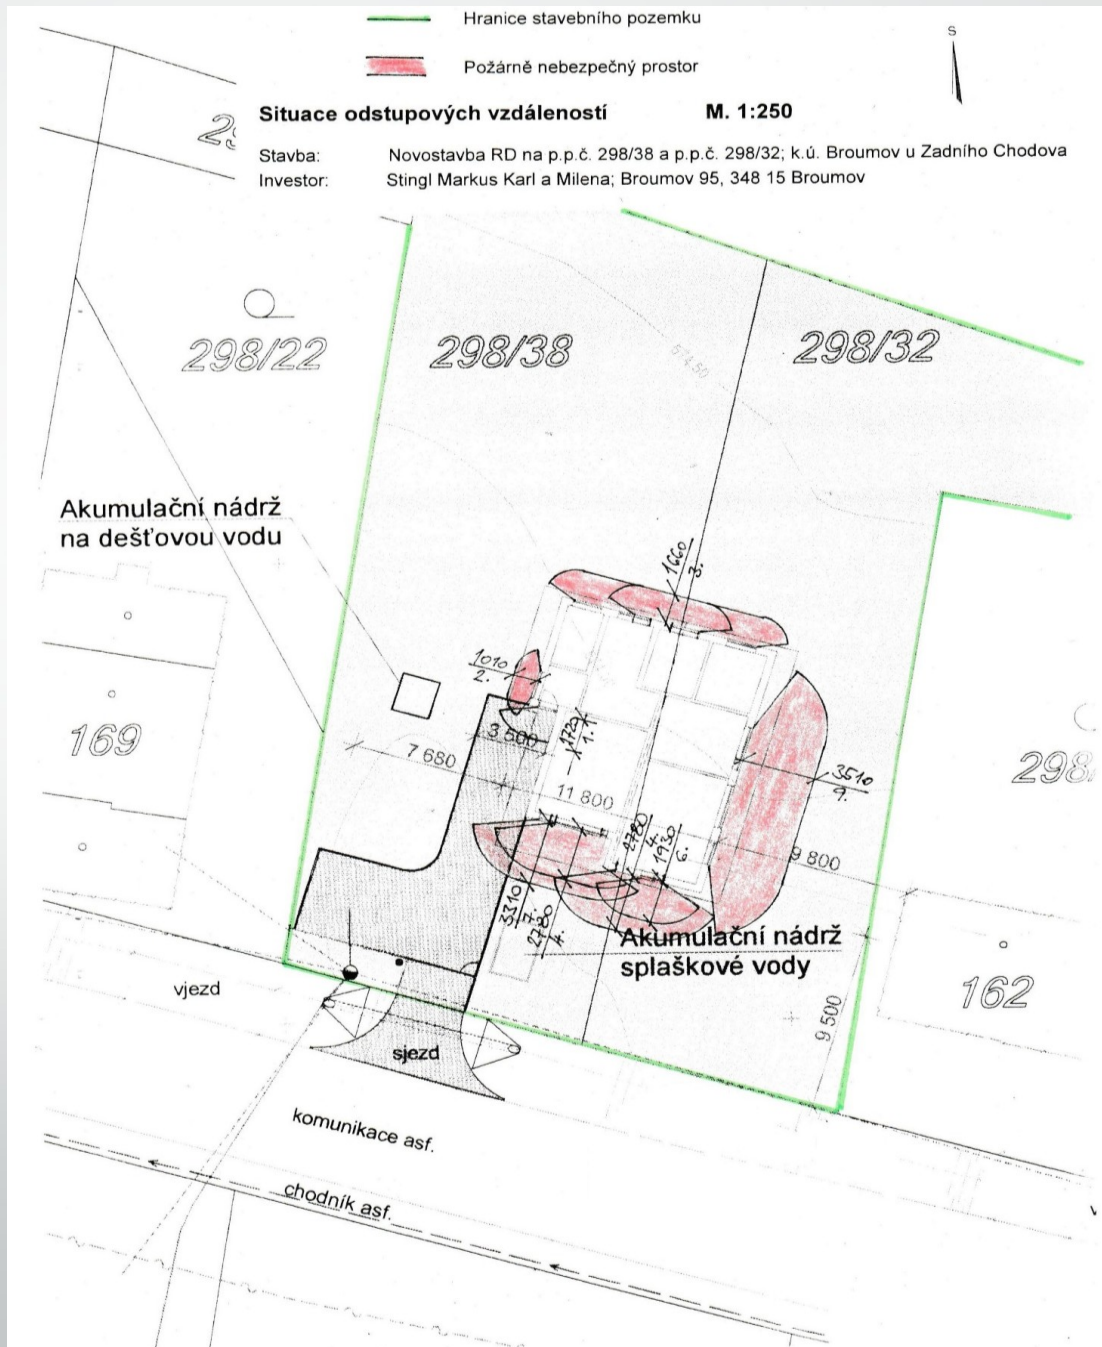 Hranice stavebního pozemku
Požárně nebezpečný prostor
S
Situace odstupových vzdáleností M. 1:250
Stavba: Novostavba RD na p.p.č. 298/38 a p.p.č. 298/32; k.ú. Broumov u Zadního Chodova
Investor: Stingl Markus Karl a Milena; Broumov 95, 348 15 Broumov
298/22
298/38
298/32
574.50
Akumulační nádrž
na dešťovou vodu
1660
3.
1010
2.
169
3 500
1720
1.
7 680
11 800
3510
9.
298
2780
4.
1930
6.
9 800
3310
7.
2780
4.
Akumulační nádrž
splaškové vody
162
vjezd
9 500
sjezd
komunikace asf.
chodník asf.